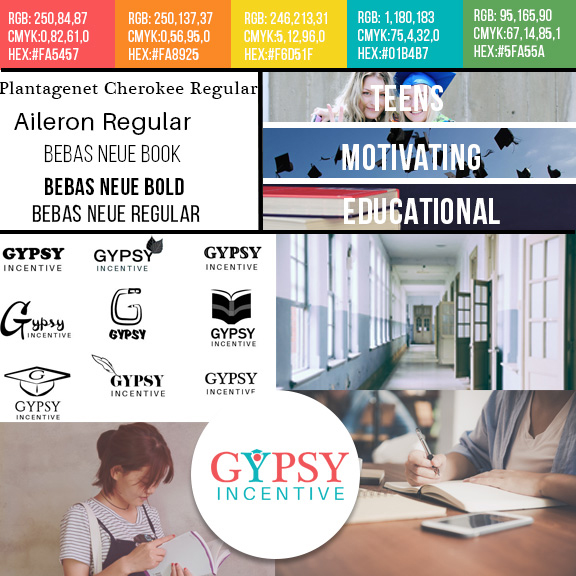 RGB: 250,84,87
CMYK:0,82,61,0
HEX:#FA5457
RGB: 250,137,37
CMYK:0,56,95,0
HEX:#FA8925
RGB: 246,213,31
CMYK:5,12,96,0
HEX:#F6D51F
RGB: 1,180,183
CMYK:75,4,32,0
HEX:#01B4B7
RGB: 95,165,90
CMYK:67,14,85,1
HEX:#5FA55A
Plantagenet Cherokee Regular
Aileron Regular
BEBAS NEUE BOOK
BEBAS NEUE BOLD
BEBAS NEUE REGULAR
TEENS
MOTIVATING
EDUCATIONAL
GYPSY
INCENTIVE
GYPSY
INCENTIVE
GYPSY
INCENTIVE
Gypsy
INCENTIVE
G
GYPSY
GYPSY
INCENTIVE
GYPSY
INCENTIVE
GYPSY
INCENTIVE
GYPSY
INCENTIVE
GYPSY
INCENTIVE